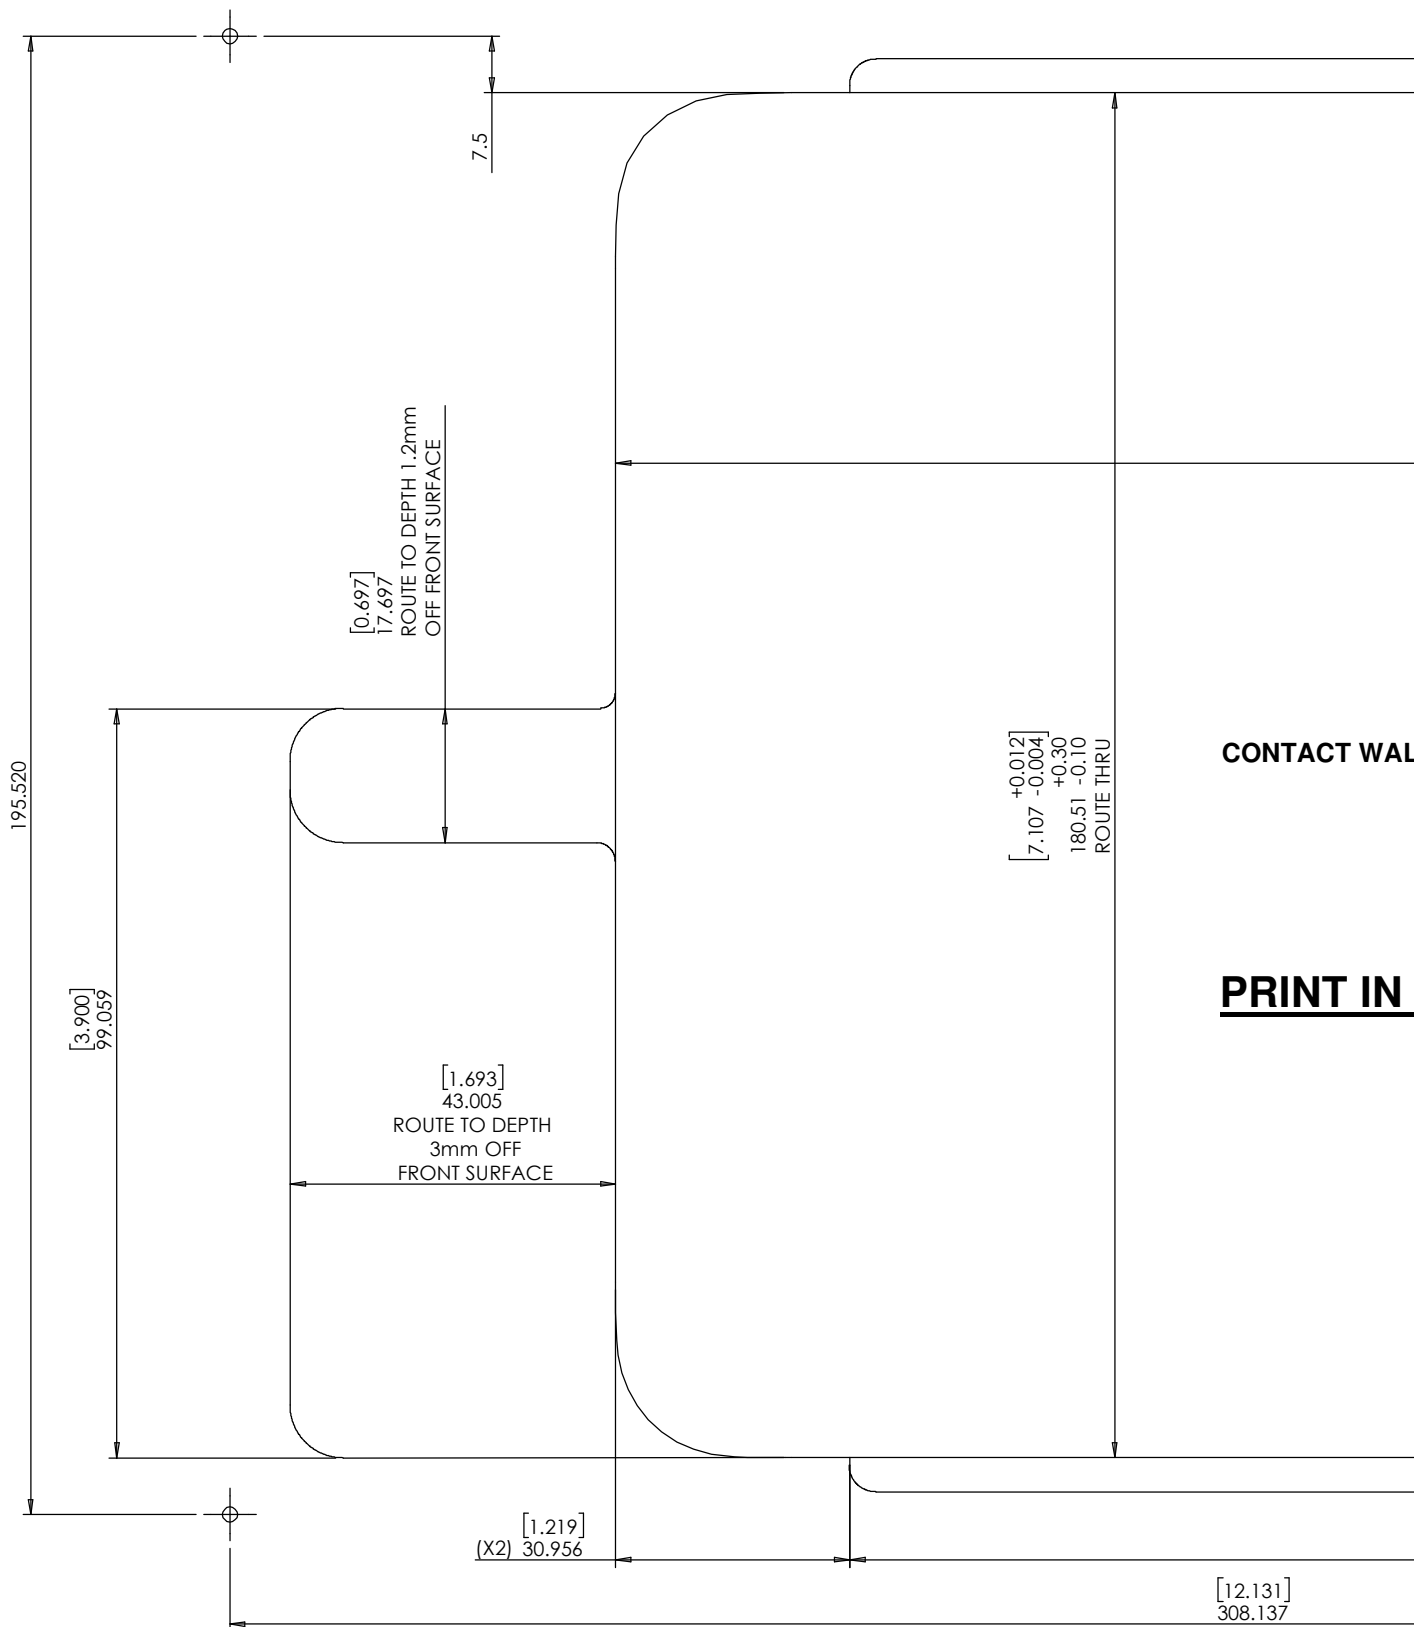 7.5
[0.697]
17.697
ROUTE TO DEPTH 1.2mm
OFF FRONT SURFACE
195.520
[3.900]
99.059
[7.107 +0.012 -0.004]
180.51 +0.30 -0.10
ROUTE THRU
CONTACT WAL
PRINT IN
[1.693]
43.005
ROUTE TO DEPTH
3mm OFF
FRONT SURFACE
[1.219]
(X2) 30.956
[12.131]
308.137